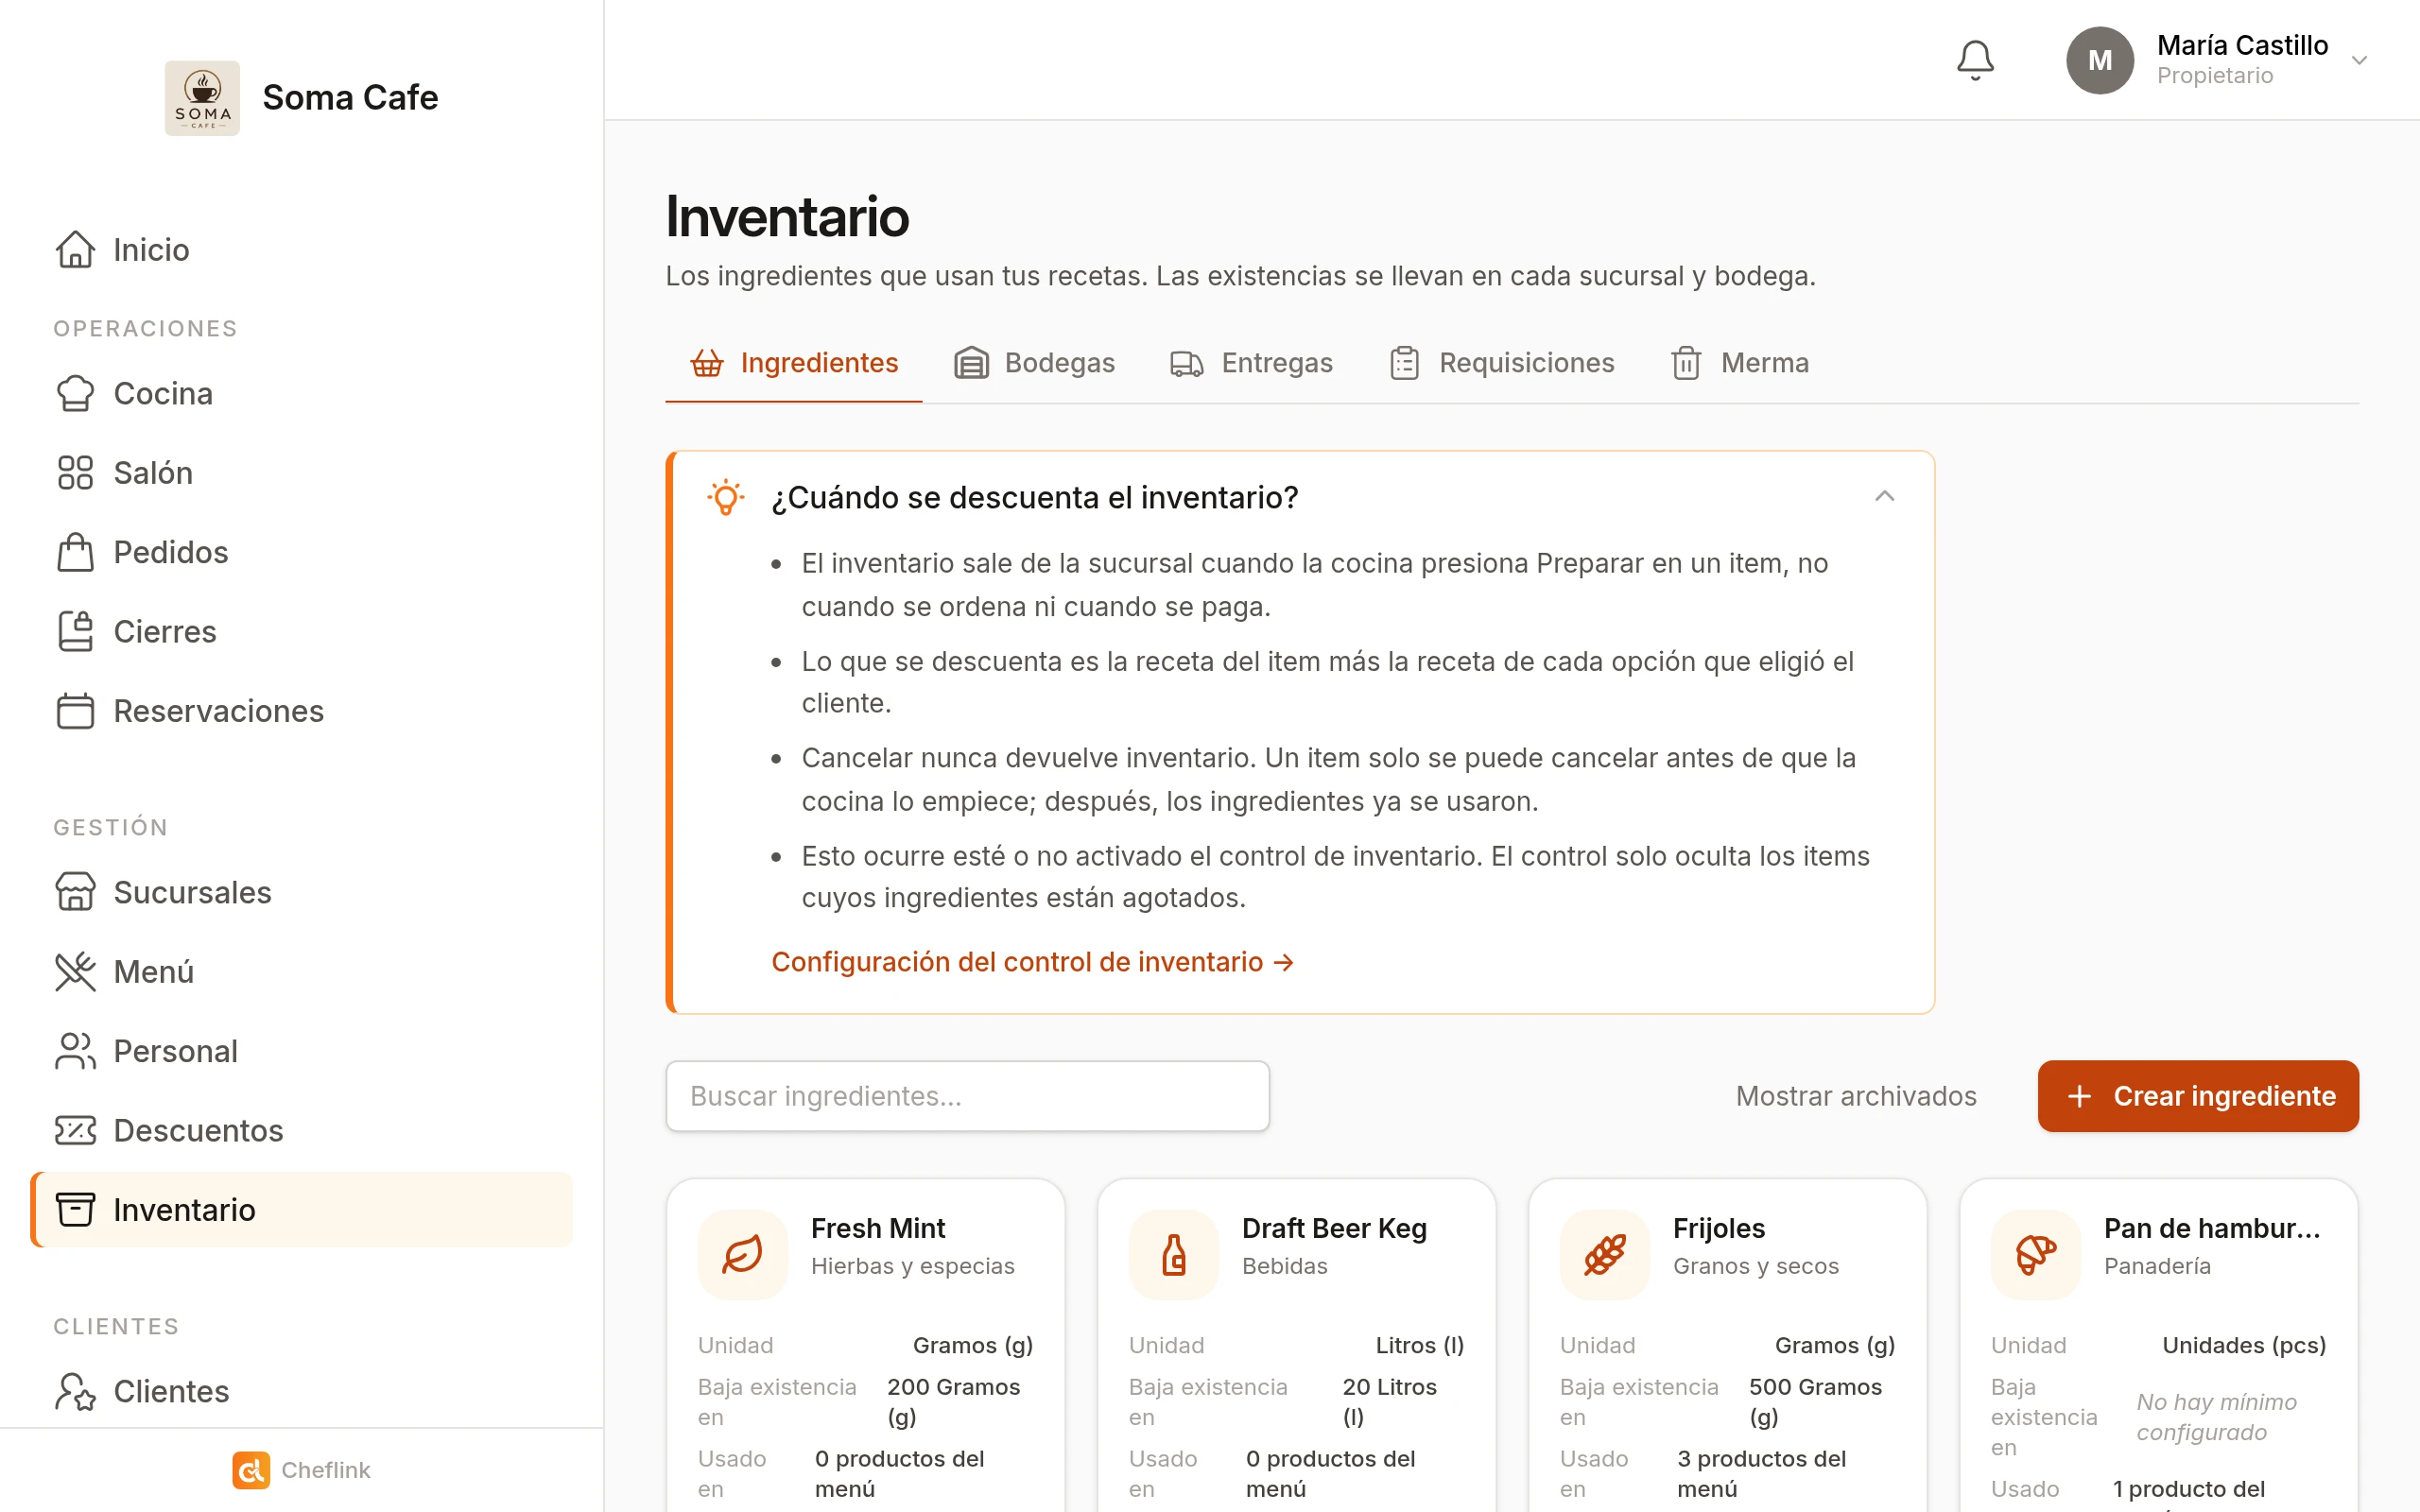 SOMA
CAFE
Soma Cafe
María Castillo
Propietario
M
Inicio
OPERACIONES
Cocina
Salón
Pedidos
Cierres
Reservaciones
GESTIÓN
Sucursales
Menú
Personal
Descuentos
Inventario
CLIENTES
Clientes
Cheflink
Inventario
Los ingredientes que usan tus recetas. Las existencias se llevan en cada sucursal y bodega.
Ingredientes
Bodegas
Entregas
Requisiciones
Merma
¿Cuándo se descuenta el inventario?
• El inventario sale de la sucursal cuando la cocina presiona Preparar en un item, no
cuando se ordena ni cuando se paga.
• Lo que se descuenta es la receta del item más la receta de cada opción que eligió el
cliente.
• Cancelar nunca devuelve inventario. Un item solo se puede cancelar antes de que la
cocina lo empiece; después, los ingredientes ya se usaron.
• Esto ocurre esté o no activado el control de inventario. El control solo oculta los items
cuyos ingredientes están agotados.
Configuración del control de inventario →
Buscar ingredientes...
Mostrar archivados
+ Crear ingrediente
Fresh Mint
Hierbas y especias
Unidad Gramos (g)
Baja existencia en 200 Gramos (g)
Usado en 0 productos del menú
Draft Beer Keg
Bebidas
Unidad Litros (l)
Baja existencia en 20 Litros (l)
Usado en 0 productos del menú
Frijoles
Granos y secos
Unidad Gramos (g)
Baja existencia en 500 Gramos (g)
Usado en 3 productos del menú
Pan de hambur...
Panadería
Unidad Unidades (pcs)
Baja existencia en No hay mínimo configurado
Usado 1 producto del